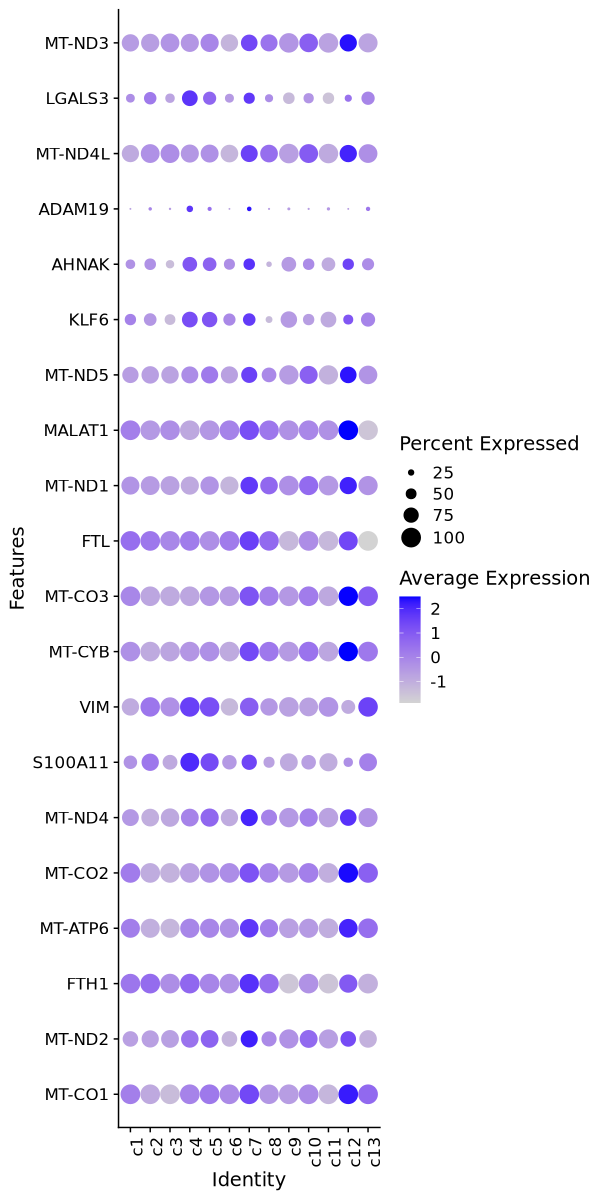 MT-ND3
LGALS3
MT-ND4L
ADAM19
AHNAK
KLF6
MT-ND5
MALAT1
MT-ND1
FTL
MT-CO3
MT-CYB
VIM
S100A11
MT-ND4
MT-CO2
MT-ATP6
FTH1
MT-ND2
MT-CO1
Features
c1
c2
c3
c4
c5
c6
c7
c8
c9
c10
c11
c12
c13
Identity
Percent Expressed
25
50
75
100
Average Expression
2
1
0
-1